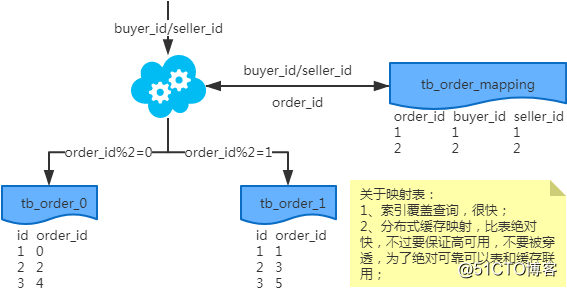 buyer_id/seller_id
buyer_id/seller_id
order_id
tb_order_mapping
order_id buyer_id seller_id
1 1 1
2 2 2
order_id%2=0
order_id%2=1
tb_order_0
id order_id
1 0
2 2
3 4
tb_order_1
id order_id
1 1
2 3
3 5
关于映射表：
1、索引覆盖查询，很快；
2、分布式缓存映射，比表绝对
快，不过要保证高可用，不要被穿
透，为了绝对可靠可以表和缓存联
用；
@51CTO博客